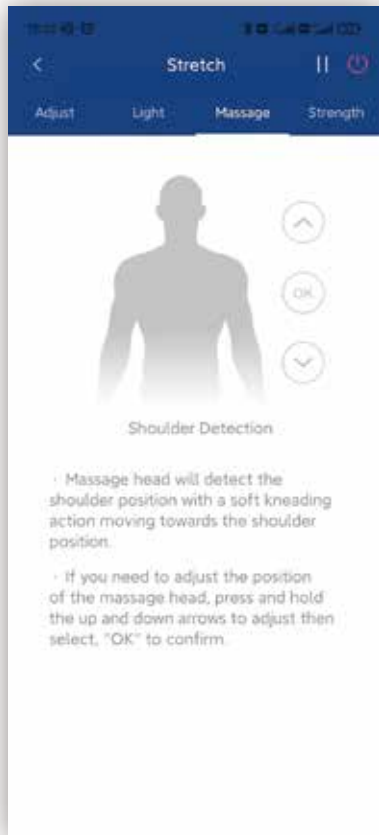 Stretch
Adjust Light Massage Strength
OK
Shoulder Detection
· Massage head will detect the
shoulder position with a soft kneading
action moving towards the shoulder
position.
· If you need to adjust the position
of the massage head, press and hold
the up and down arrows to adjust then
select, "OK" to confirm.